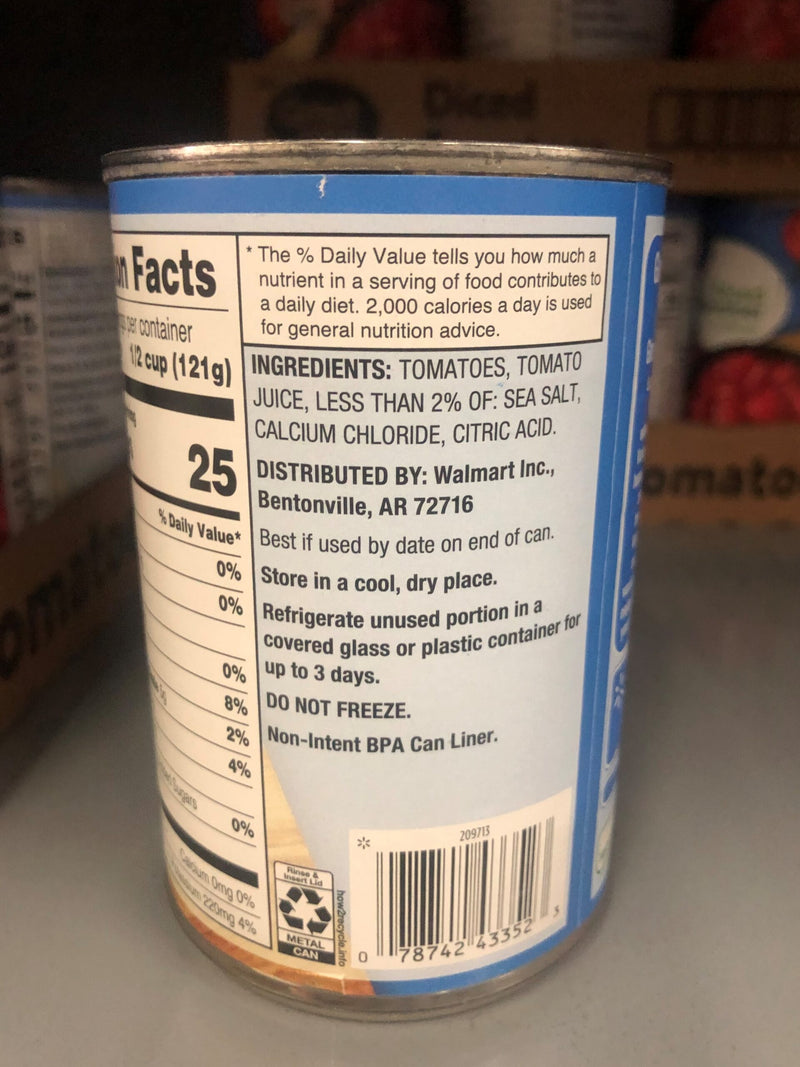 Diced
on Facts
per container
1/2 cup (121g)
25
% Daily Value*
0%
0%
0%
8%
2%
4%
Sugars
0%
Calcium 0mg 0%
220mg 4%
* The % Daily Value tells you how much a
nutrient in a serving of food contributes to
a daily diet. 2,000 calories a day is used
for general nutrition advice.
INGREDIENTS: TOMATOES, TOMATO
JUICE, LESS THAN 2% OF: SEA SALT,
CALCIUM CHLORIDE, CITRIC ACID.
DISTRIBUTED BY: Walmart Inc.,
Bentonville, AR 72716
Best if used by date on end of can.
Store in a cool, dry place.
Refrigerate unused portion in a
covered glass or plastic container for
up to 3 days.
DO NOT FREEZE.
Non-Intent BPA Can Liner.
Rinse &
Insert Lid
METAL
CAN
how2recycle.info
*
209713
0 78742 43352 3
omato
omato